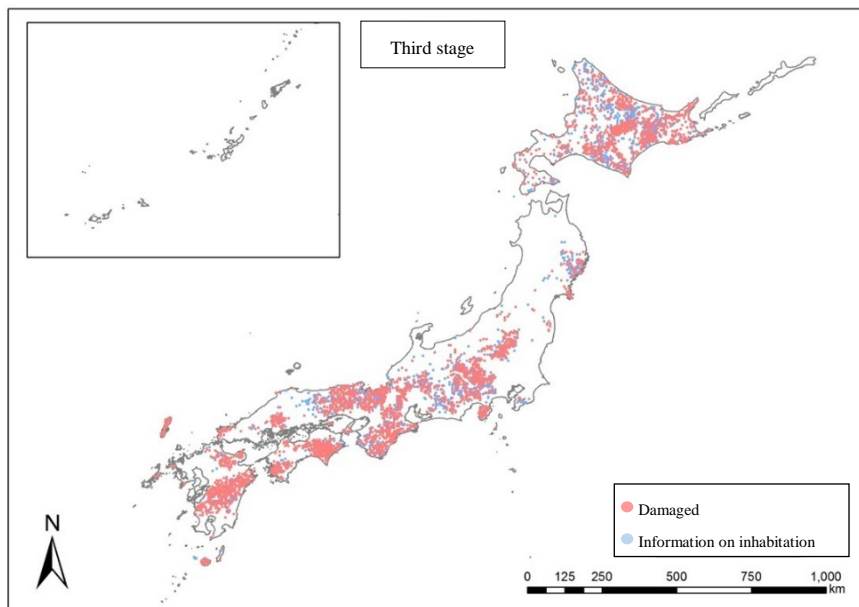 Third stage
N
Damaged
Information on inhabitation
0 125 250 500 750 1,000
km